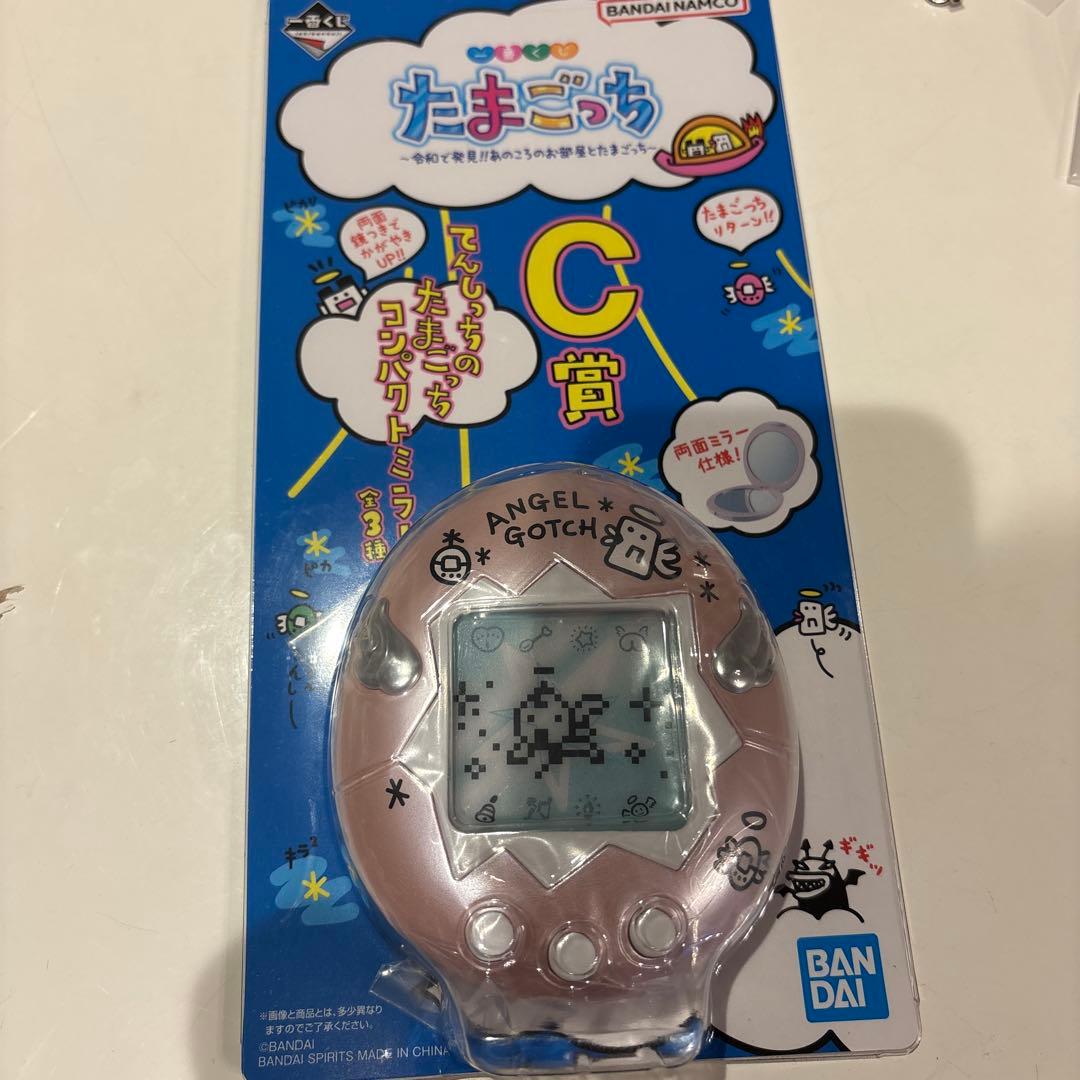 一番くじ
BANDAI NAMCO
一番くじ
たまごっち
～令和で発見!!あのころのお部屋とたまごっち～
ピカリ
両面
鏡つきで
かがやき
UP!!
たまごっち
リターン!!
C
賞
てんしっちの
たまごっち
コンパクトミラー
全3種
両面ミラー
仕様!
ピカ
ANGEL
GOTCH
キラ2
ギギッ
BAN
DAI
※画像と商品とは、多少異なり
ますのでご了承ください。
©BANDAI
BANDAI SPIRITS MADE IN CHINA